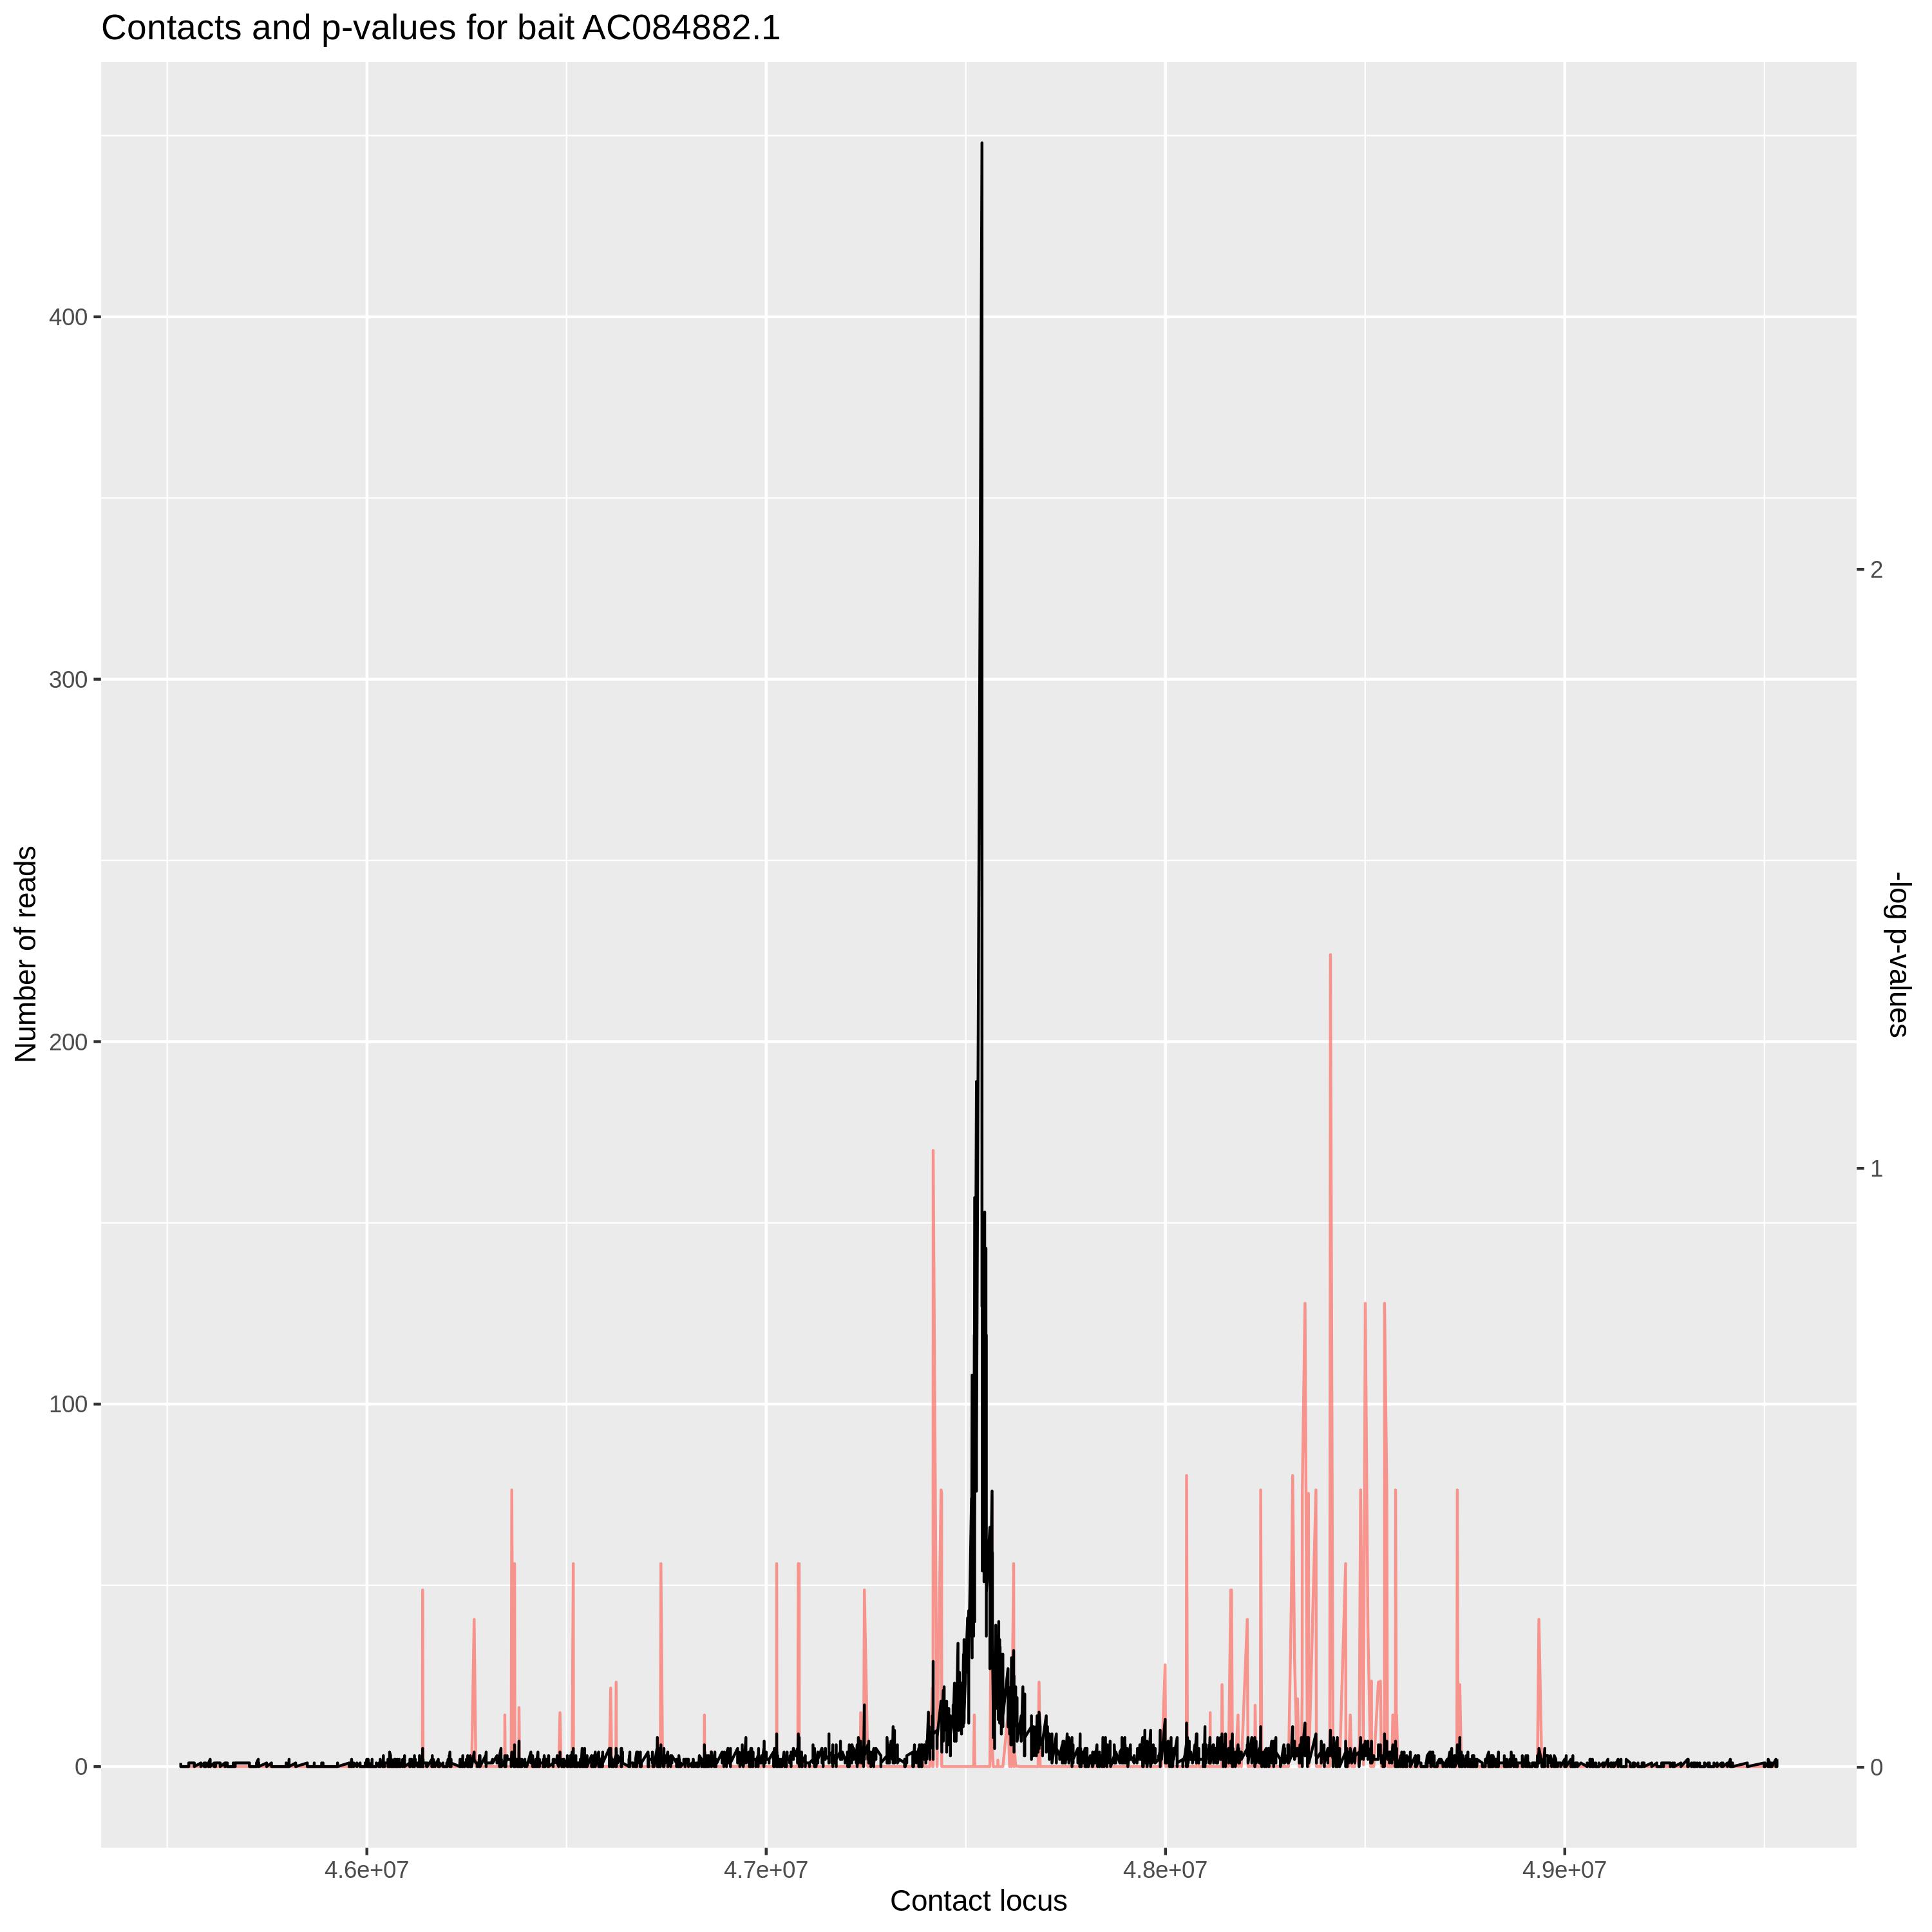 Contacts and p-values for bait AC084882.1
400
300
200
100
0
Number of reads
2
1
0
-log p-values
4.6e+07
4.7e+07
4.8e+07
4.9e+07
Contact locus